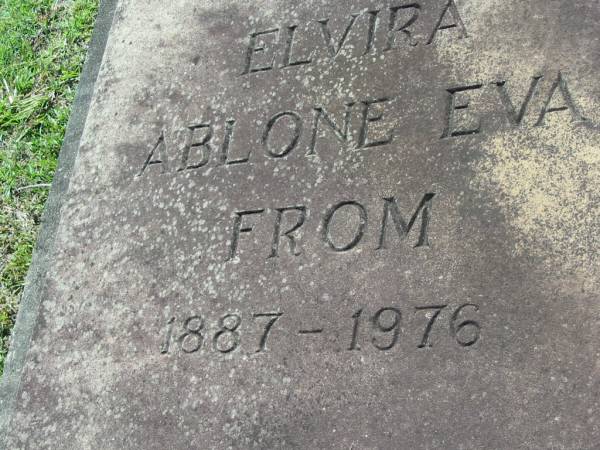 ELVIRA
ABLONE EVA
FROM
1887 - 1976